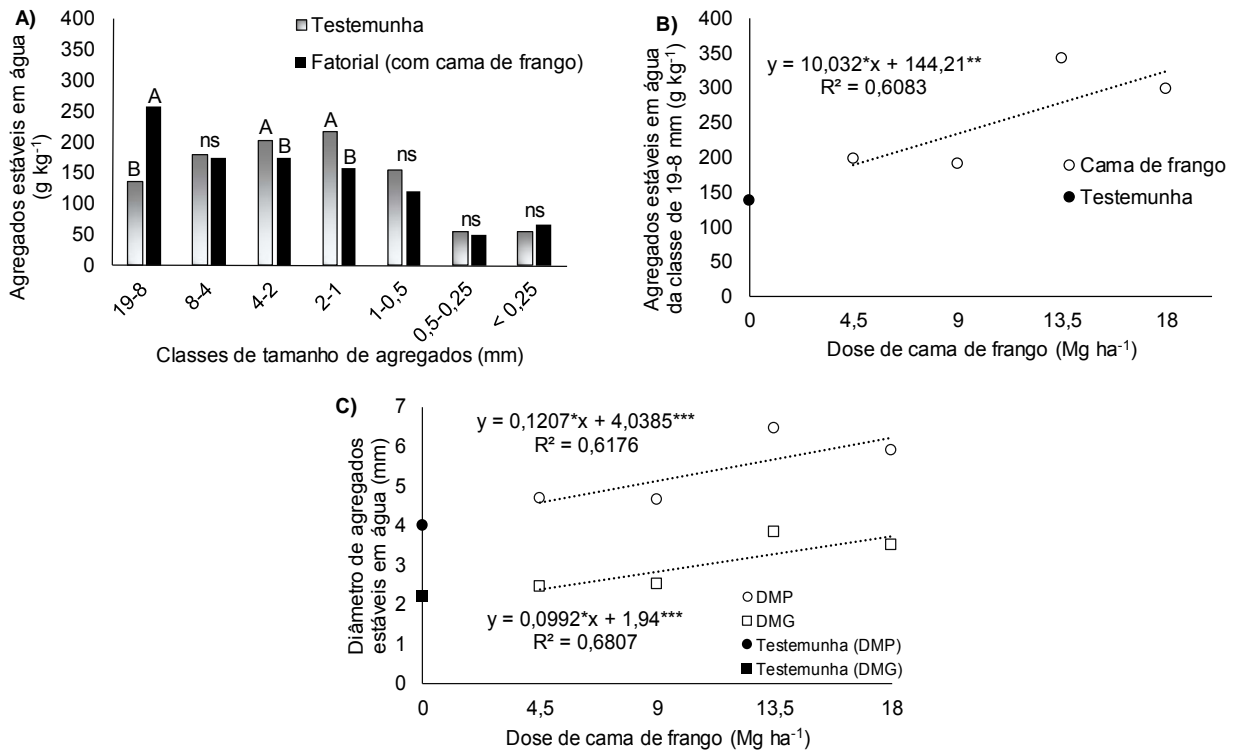 A)
Agregados estáveis em água
(g kg⁻¹)
400
350
300
250
200
150
100
50
0
Testemunha
Fatorial (com cama de frango)
B
A
ns
A
B
A
B
ns
ns
ns
19-8
8-4
4-2
2-1
1-0,5
0,5-0,25
< 0,25
Classes de tamanho de agregados (mm)
B)
Agregados estáveis em água
da classe de 19-8 mm (g kg⁻¹)
400
350
300
250
200
150
100
50
0
y = 10,032*x + 144,21**
R² = 0,6083
Cama de frango
Testemunha
0
4,5
9
13,5
18
Dose de cama de frango (Mg ha⁻¹)
C)
Diâmetro de agregados
estáveis em água (mm)
7
6
5
4
3
2
1
0
y = 0,1207*x + 4,0385***
R² = 0,6176
y = 0,0992*x + 1,94***
R² = 0,6807
DMP
DMG
Testemunha (DMP)
Testemunha (DMG)
0
4,5
9
13,5
18
Dose de cama de frango (Mg ha⁻¹)